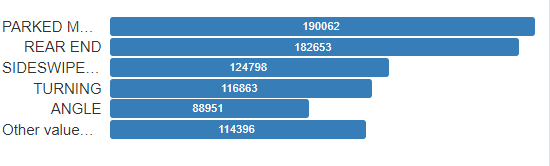 PARKED M... 190062
REAR END 182653
SIDESWIPE... 124798
TURNING 116863
ANGLE 88951
Other value... 114396